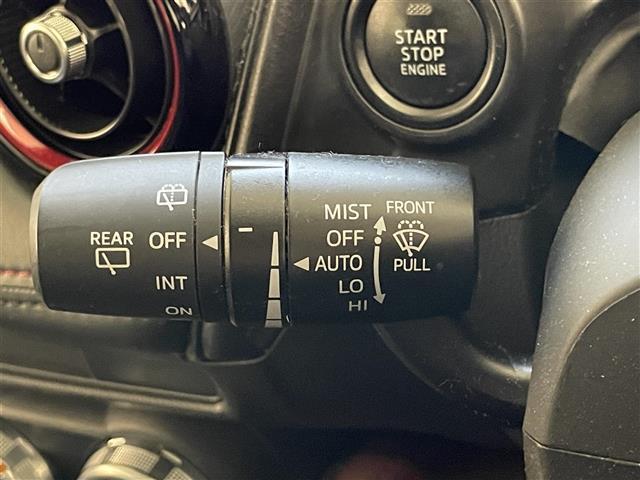 START
STOP
ENGINE
REAR
OFF
INT
ON
MIST
OFF
AUTO
LO
HI
FRONT
PULL